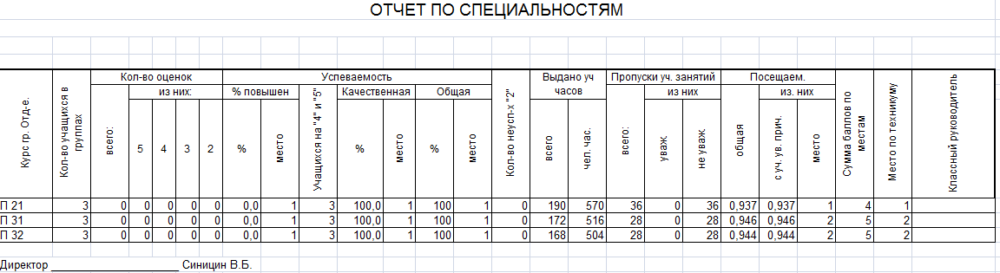 ОТЧЕТ ПО СПЕЦИАЛЬНОСТЯМ
Курс гр. Отд-е.
Кол-во учащихся в группах
Кол-во оценок
всего:
из них:
5 4 3 2
Успеваемость
% повышен
%
место
Учащихся на "4" и "5"
Качественная
%
место
Общая
%
место
Кол-во неусп-х "2"
Выдано уч часов
всего
чел. час.
Пропуски уч. занятий
всего:
из них
уваж.
не уваж.
Посещаем.
общая
из. них
с уч. ув. прич.
место
Сумма баллов по местам
Место по техникуму
Классный руководитель
П 21 3 0 0 0 0 0 0,0 1 3 100,0 1 100 1 0 190 570 36 0 36 0,937 0,937 1 4 1
П 31 3 0 0 0 0 0 0,0 1 3 100,0 1 100 1 0 172 516 28 0 28 0,946 0,946 2 5 2
П 32 3 0 0 0 0 0 0,0 1 3 100,0 1 100 1 0 168 504 28 0 28 0,944 0,944 2 5 2
Директор ____________________ Синицин В.Б.